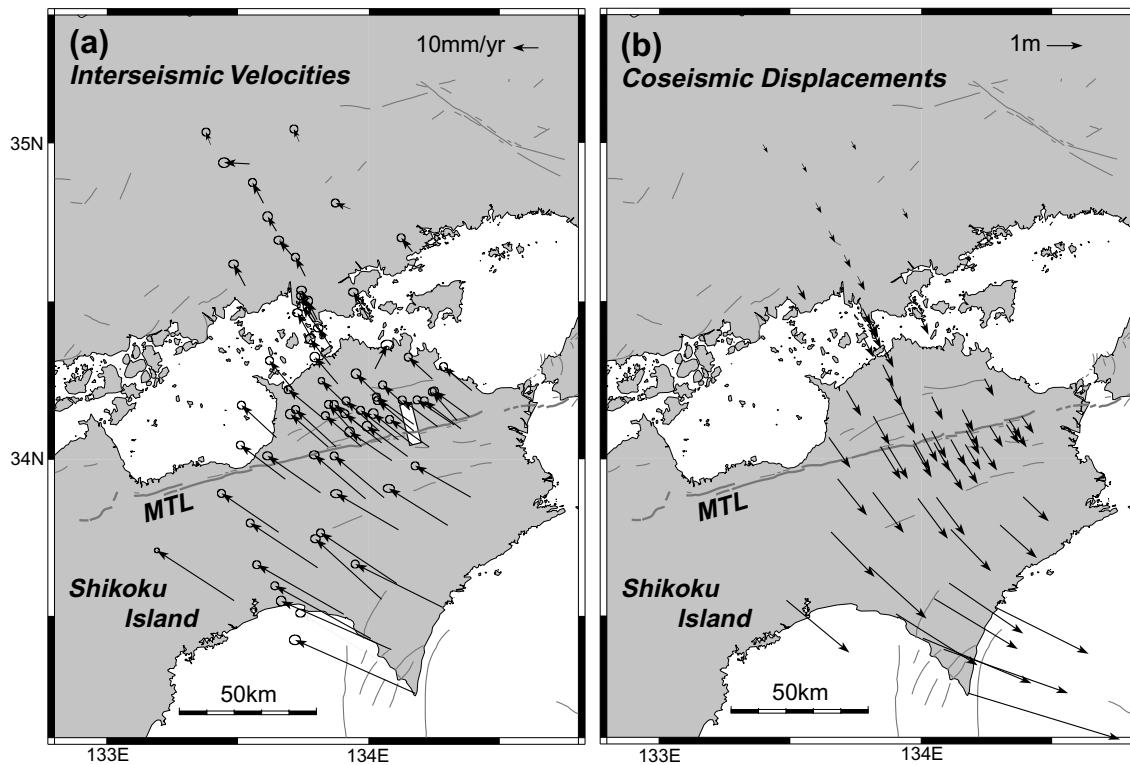 (a)
10mm/yr
Interseismic Velocities
35N
34N
MTL
Shikoku
Island
50km
133E
134E
(b)
1m
Coseismic Displacements
MTL
Shikoku
Island
50km
133E
134E